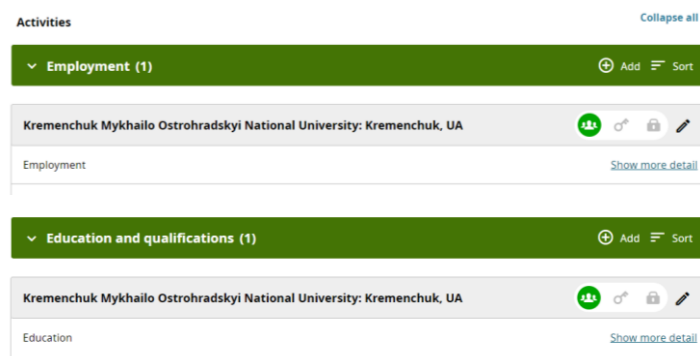 Activities
Collapse all
Employment (1)
Add
Sort
Kremenchuk Mykhailo Ostrohradskyi National University: Kremenchuk, UA
Employment
Show more detail
Education and qualifications (1)
Add
Sort
Kremenchuk Mykhailo Ostrohradskyi National University: Kremenchuk, UA
Education
Show more detail